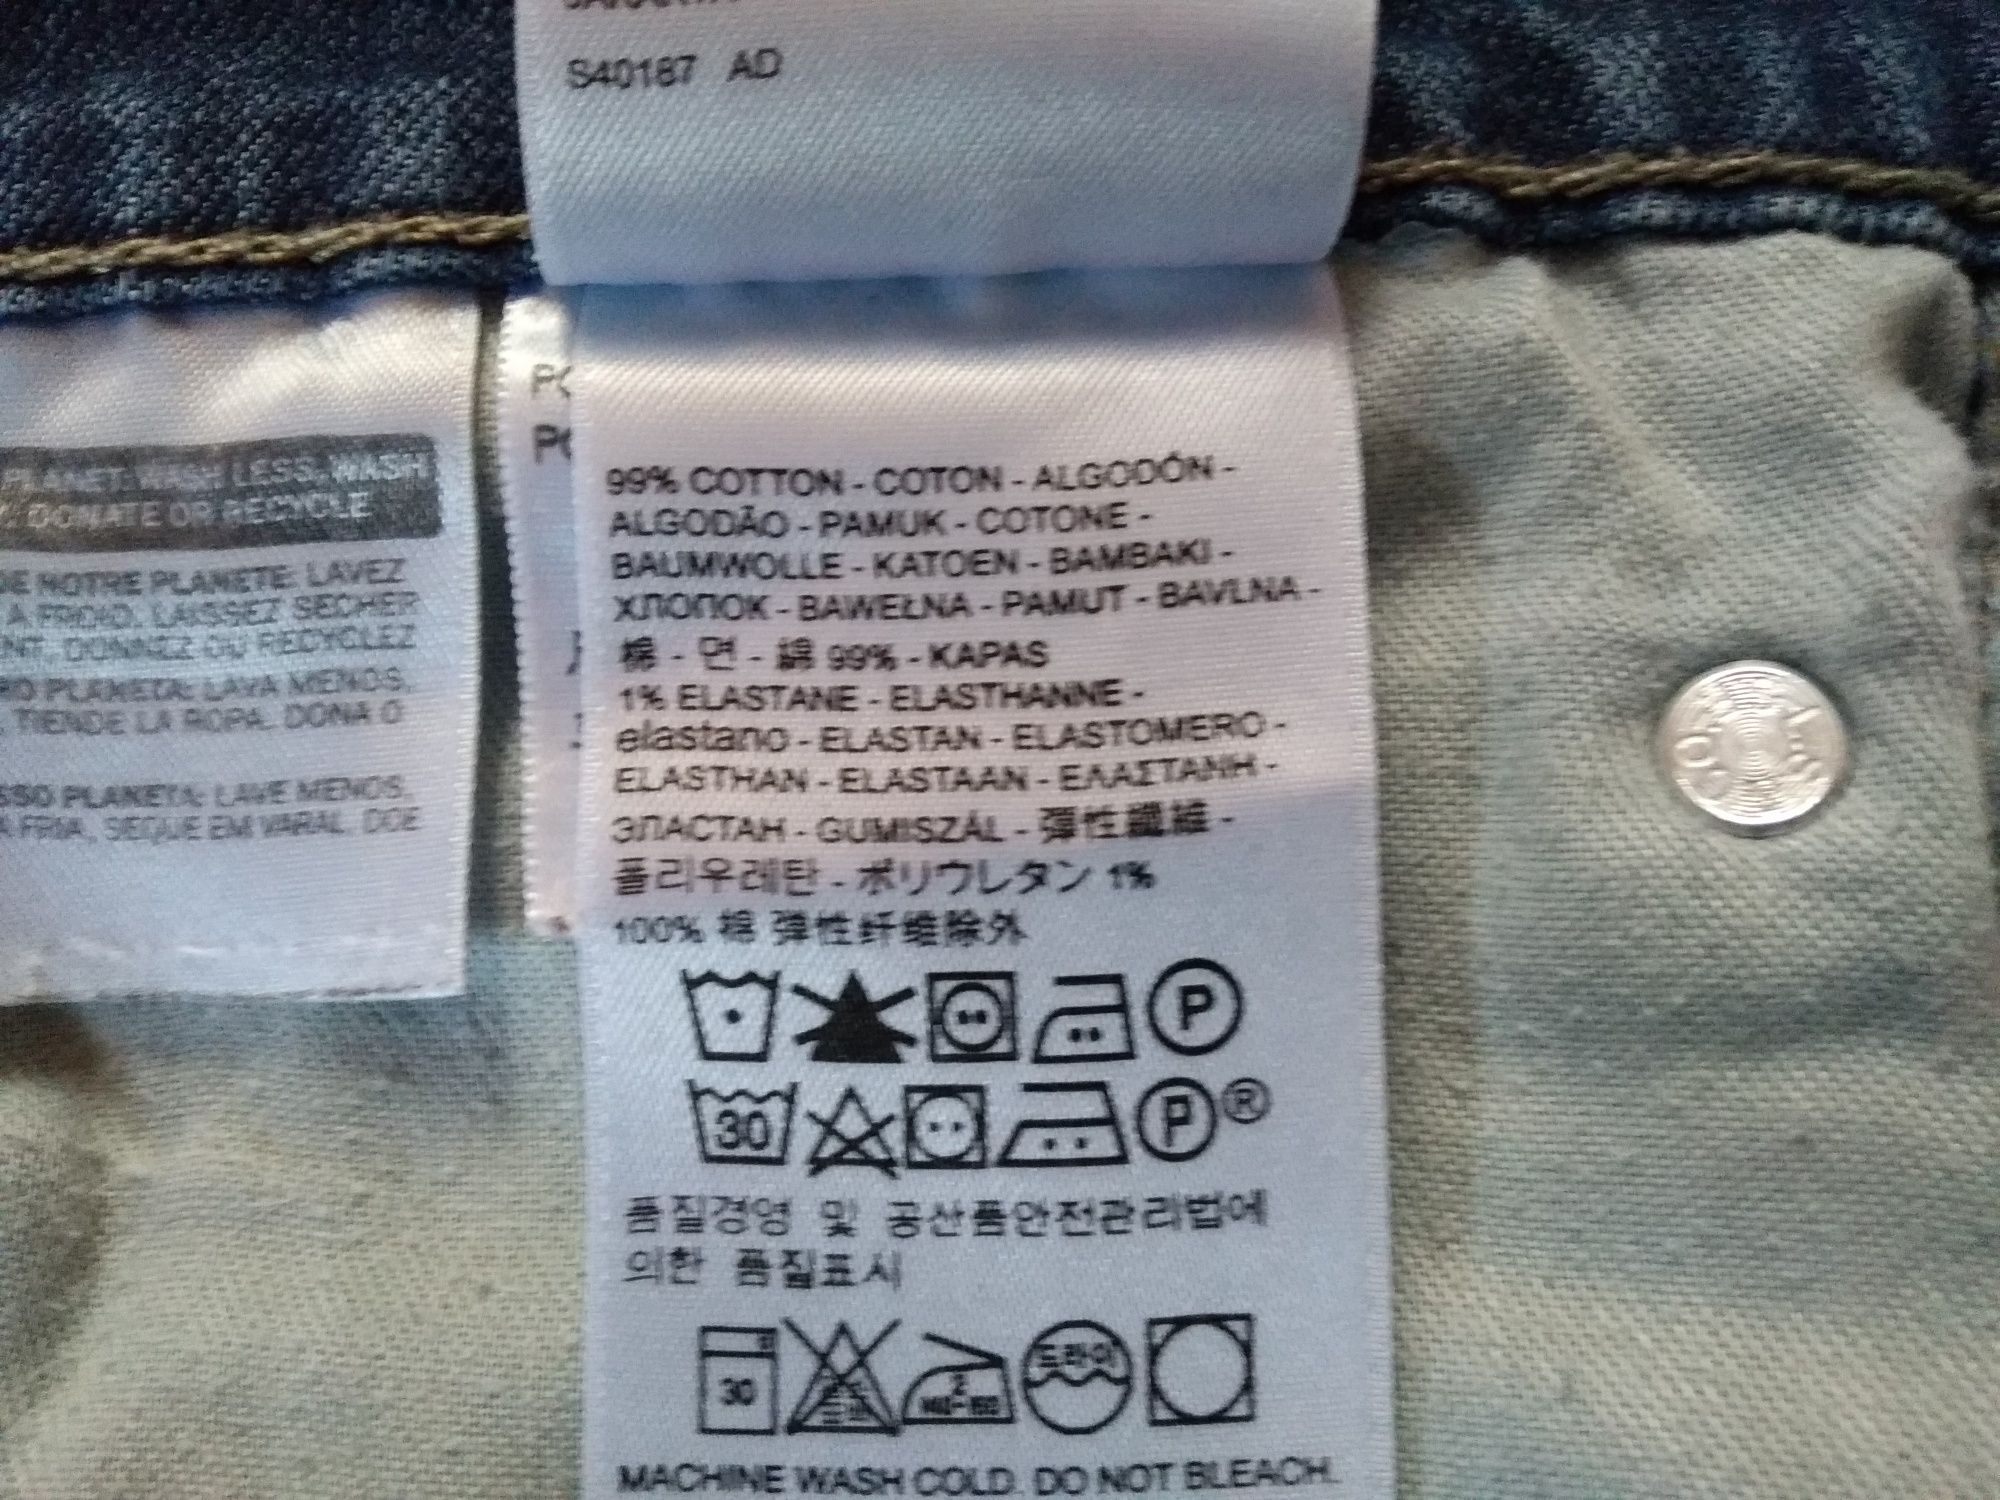 S40187 AD
PLANET: WASH LESS, WASH
DONATE OR RECYCLE
NOTRE PLANETE: LAVEZ
A FROID, LAISSEZ SECHER
DONNEZ OU RECYCLEZ
PLANETA: LAVA MENOS,
TIENDE LA ROPA, DONA O
PLANETA: LAVE MENOS,
A FRIA, SEQUE EM VARAL, DOE
99% COTTON - COTON - ALGODÓN -
ALGODÃO - PAMUK - COTONE -
BAUMWOLLE - KATOEN - BAMBAKI -
ХЛОПОК - BAWEŁNA - PAMUT - BAVLNA -
棉 - 면 - 綿 99% - KAPAS
1% ELASTANE - ELASTHANNE -
elastano - ELASTAN - ELASTOMERO -
ELASTHAN - ELASTAAN - ΕΛΑΣΤΑΝΗ -
ЭЛАСТАН - GUMISZÁL - 彈性纖維 -
폴리우레탄 - ポリウレタン 1%
100% 棉 弹性纤维除外
P
30 P ®
품질경영 및 공산품안전관리법에
의한 품질표시
30 2 드라이
MACHINE WASH COLD. DO NOT BLEACH.